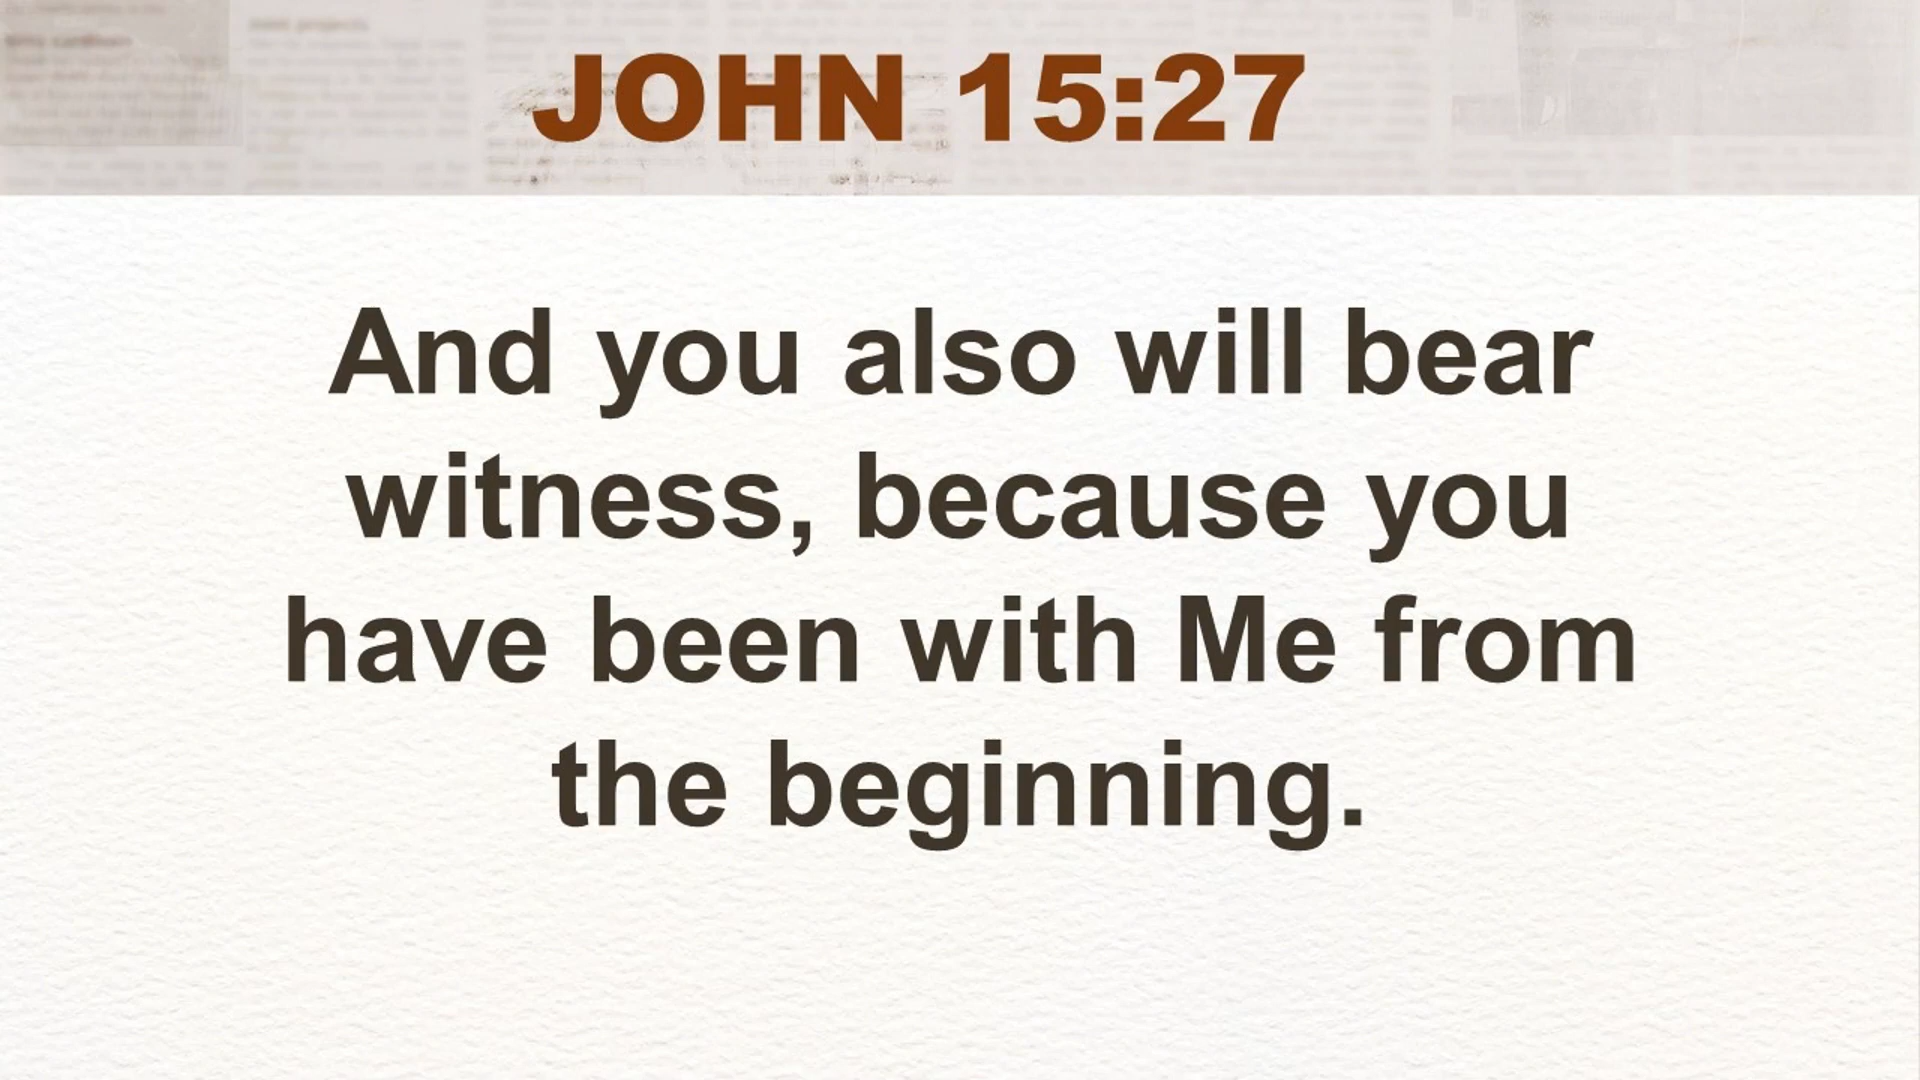 JOHN 15:27
And you also will bear
witness, because you
have been with Me from
the beginning.